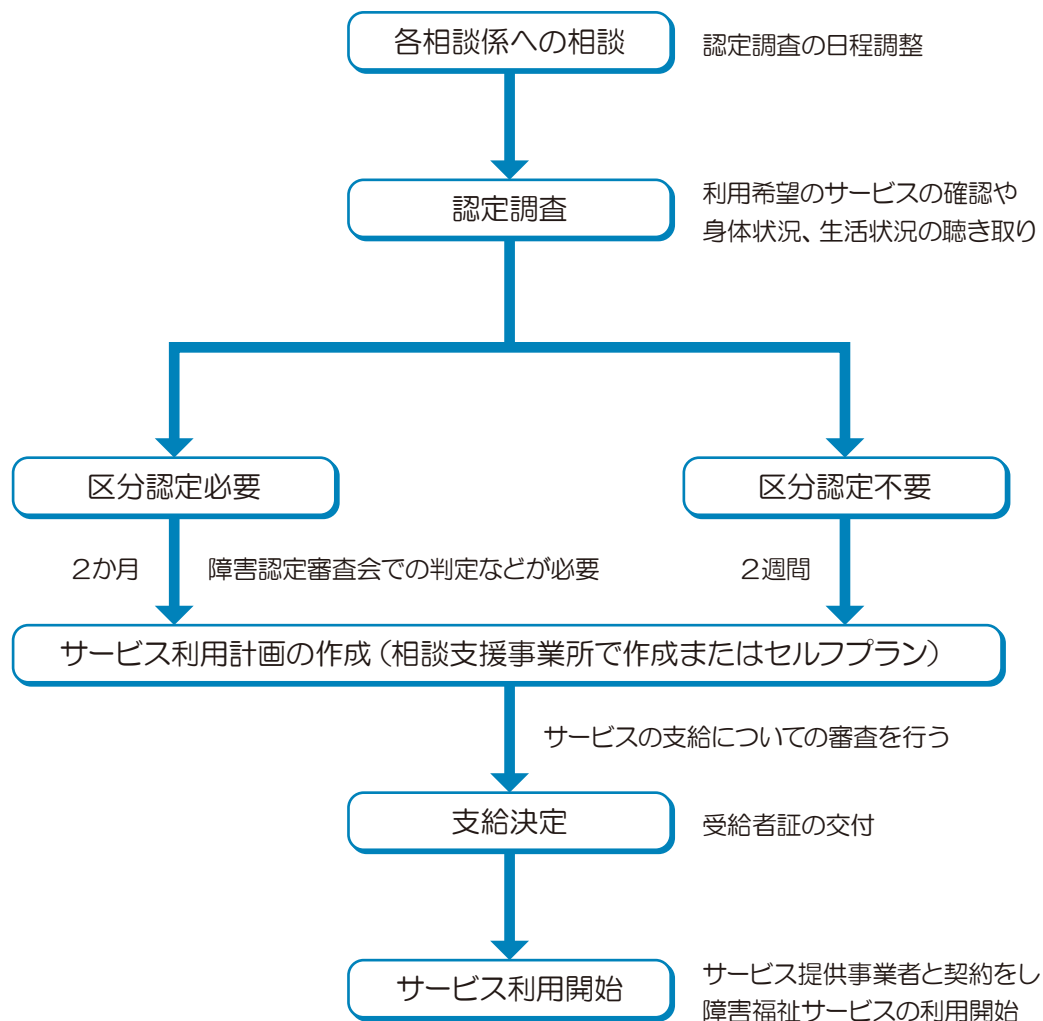 各相談係への相談
認定調査の日程調整
認定調査
利用希望のサービスの確認や
身体状況、生活状況の聴き取り
区分認定必要
区分認定不要
2か月
障害認定審査会での判定などが必要
2週間
サービス利用計画の作成（相談支援事業所で作成またはセルフプラン）
サービスの支給についての審査を行う
支給決定
受給者証の交付
サービス利用開始
サービス提供事業者と契約をし
障害福祉サービスの利用開始